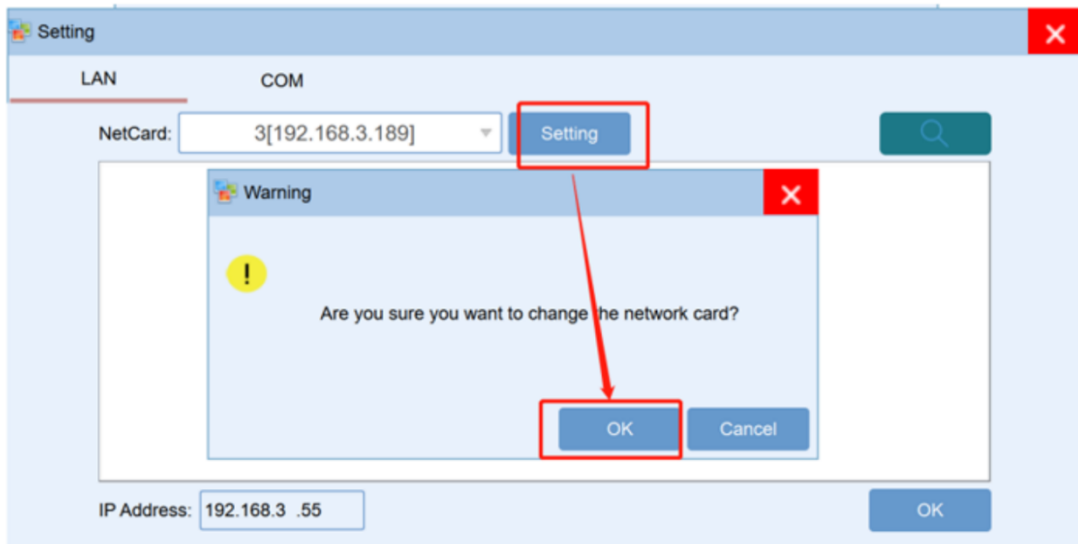 Setting
LAN COM
NetCard: 3[192.168.3.189] Setting
Warning
!
Are you sure you want to change the network card?
OK Cancel
IP Address: 192.168.3 .55 OK